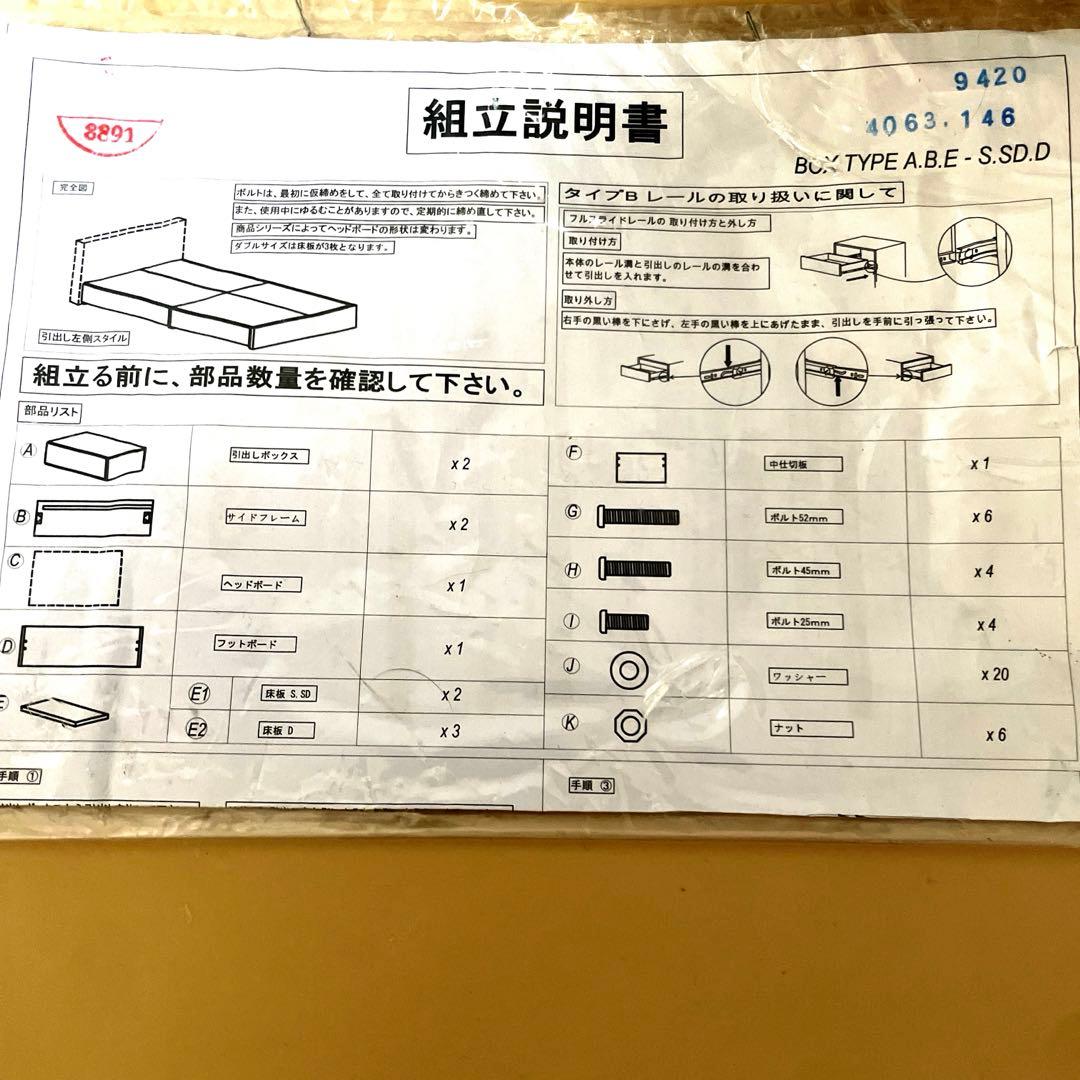 8891
組立説明書
9420
4063.146
BOX TYPE A.B.E - S.SD.D
完全図
ボルトは、最初に仮締めをして、全て取り付けてからきつく締めて下さい。
また、使用中にゆるむことがありますので、定期的に締め直して下さい。
商品シリーズによってヘッドボードの形状は変わります。
ダブルサイズは床板が3枚となります。
引出し左側スタイル
タイプB レールの取り扱いに関して
フルスライドレールの 取り付け方と外し方
取り付け方
本体のレール溝と引出しのレールの溝を合わ
せて引出しを入れます。
取り外し方
右手の黒い棒を下にさげ、左手の黒い棒を上にあげたまま、引出しを手前に引っ張って下さい。
組立る前に、部品数量を確認して下さい。
部品リスト
A 引出しボックス x 2
B サイドフレーム x 2
C ヘッドボード x 1
D フットボード x 1
E E1 床板 S.SD x 2
E2 床板 D x 3
F 中仕切板 x 1
G ボルト52mm x 6
H ボルト45mm x 4
I ボルト25mm x 4
J ワッシャー x 20
K ナット x 6
手順 ①
手順 ③